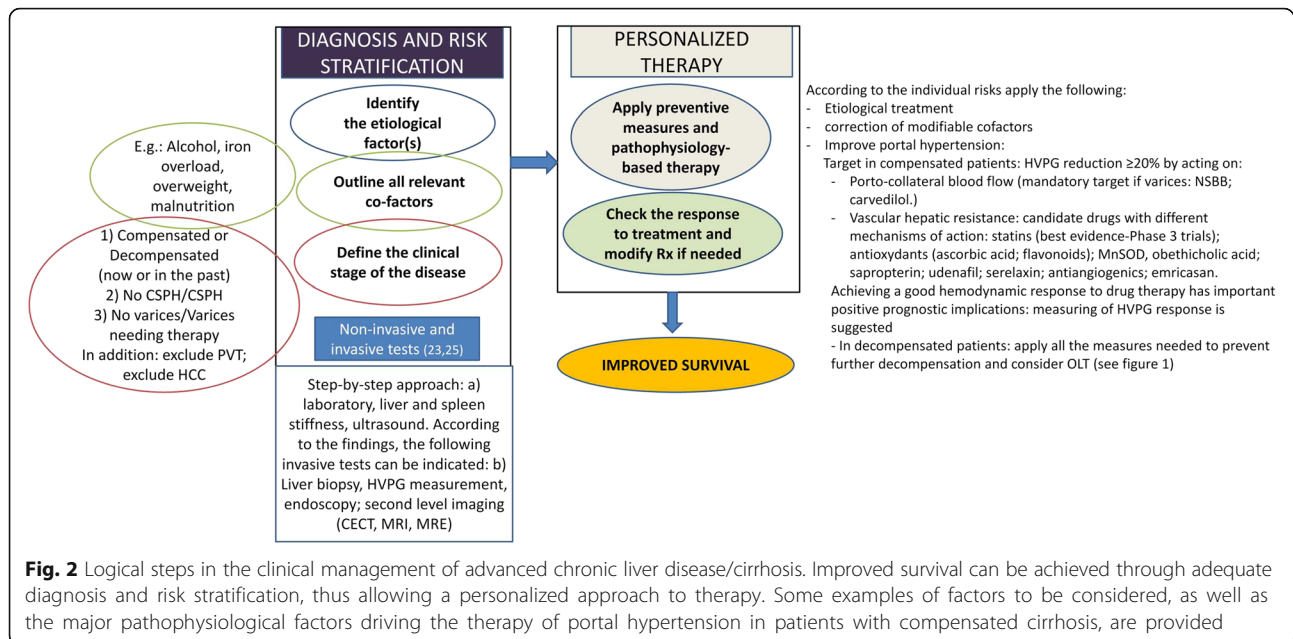 DIAGNOSIS AND RISK
STRATIFICATION
Identify
the etiological
factor(s)
E.g.: Alcohol, iron
overload,
overweight,
malnutrition
Outline all relevant
co-factors
Define the clinical
stage of the disease
1) Compensated or
Decompensated
(now or in the past)
2) No CSPH/CSPH
3) No varices/Varices
needing therapy
In addition: exclude PVT;
exclude HCC
Non-invasive and
invasive tests (23,25)
Step-by-step approach: a)
laboratory, liver and spleen
stiffness, ultrasound. According
to the findings, the following
invasive tests can be indicated: b)
Liver biopsy, HVPG measurement,
endoscopy; second level imaging
(CECT, MRI, MRE)
PERSONALIZED
THERAPY
Apply preventive
measures and
pathophysiology-
based therapy
Check the response
to treatment and
modify Rx if needed
IMPROVED SURVIVAL
According to the individual risks apply the following:
- Etiological treatment
- correction of modifiable cofactors
- Improve portal hypertension:
Target in compensated patients: HVPG reduction ≥20% by acting on:
- Porto-collateral blood flow (mandatory target if varices: NSBB;
carvedilol.)
- Vascular hepatic resistance: candidate drugs with different
mechanisms of action: statins (best evidence-Phase 3 trials);
antioxydants (ascorbic acid; flavonoids); MnSOD, obethicholic acid;
sapropterin; udenafil; serelaxin; antiangiogenics; emricasan.
Achieving a good hemodynamic response to drug therapy has important
positive prognostic implications: measuring of HVPG response is
suggested
- In decompensated patients: apply all the measures needed to prevent
further decompensation and consider OLT (see figure 1)
Fig. 2 Logical steps in the clinical management of advanced chronic liver disease/cirrhosis. Improved survival can be achieved through adequate
diagnosis and risk stratification, thus allowing a personalized approach to therapy. Some examples of factors to be considered, as well as
the major pathophysiological factors driving the therapy of portal hypertension in patients with compensated cirrhosis, are provided